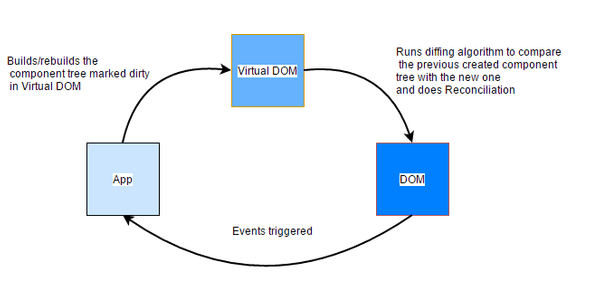 Builds/rebuilds the
component tree marked dirty
in Virtual DOM
Virtual DOM
Runs diffing algorithm to compare
the previous created component
tree with the new one
and does Reconciliation
App
DOM
Events triggered